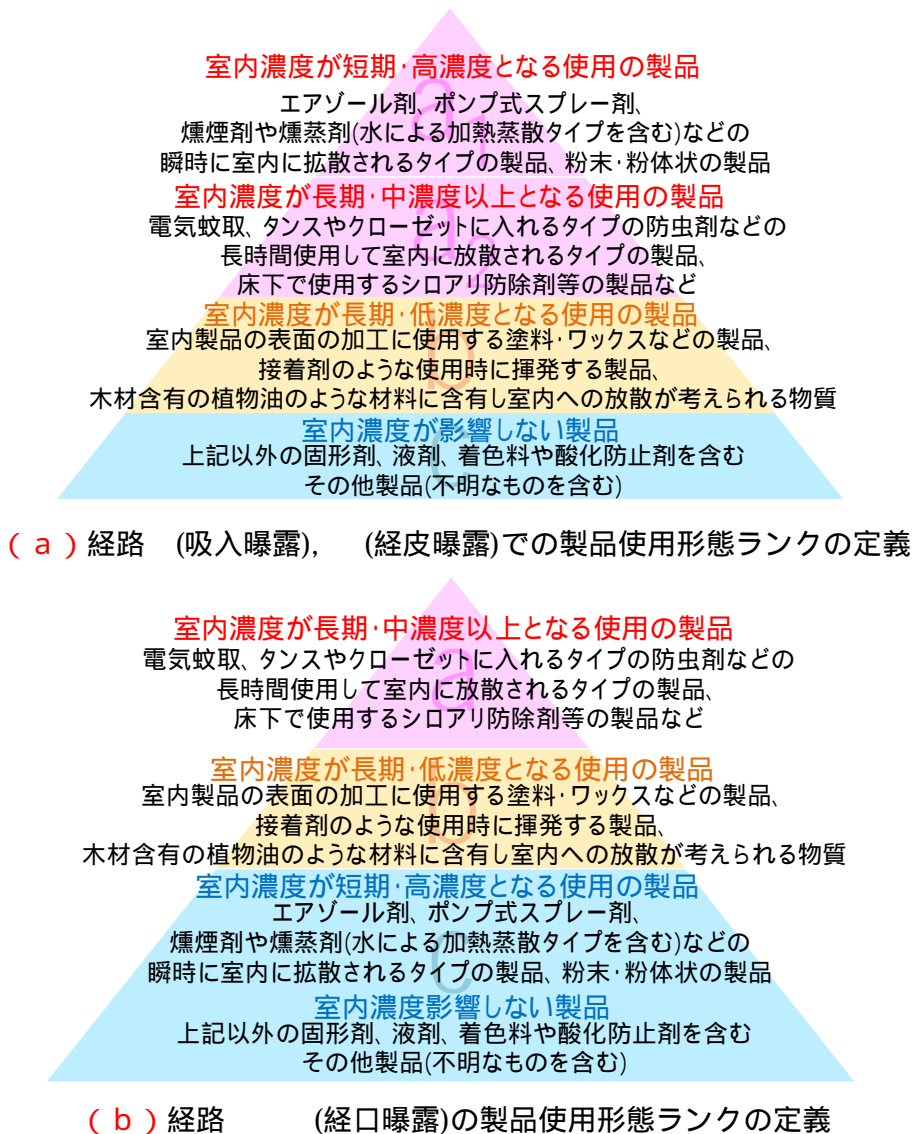 室内濃度が短期・高濃度となる使用の製品
a1
エアゾール剤、ポンプ式スプレー剤、
燻煙剤や燻蒸剤(水による加熱蒸散タイプを含む)などの
瞬時に室内に拡散されるタイプの製品、粉末・粉体状の製品
室内濃度が長期・中濃度以上となる使用の製品
a2
電気蚊取、タンスやクローゼットに入れるタイプの防虫剤などの
長時間使用して室内に放散されるタイプの製品、
床下で使用するシロアリ防除剤等の製品など
室内濃度が長期・低濃度となる使用の製品
b
室内製品の表面の加工に使用する塗料・ワックスなどの製品、
接着剤のような使用時に揮発する製品、
木材含有の植物油のような材料に含有し室内への放散が考えられる物質
室内濃度が影響しない製品
c
上記以外の固形剤、液剤、着色料や酸化防止剤を含む
その他製品(不明なものを含む)
(a)経路 (吸入曝露), (経皮曝露)での製品使用形態ランクの定義
室内濃度が長期・中濃度以上となる使用の製品
a
電気蚊取、タンスやクローゼットに入れるタイプの防虫剤などの
長時間使用して室内に放散されるタイプの製品、
床下で使用するシロアリ防除剤等の製品など
室内濃度が長期・低濃度となる使用の製品
b
室内製品の表面の加工に使用する塗料・ワックスなどの製品、
接着剤のような使用時に揮発する製品、
木材含有の植物油のような材料に含有し室内への放散が考えられる物質
室内濃度が短期・高濃度となる使用の製品
エアゾール剤、ポンプ式スプレー剤、
c
燻煙剤や燻蒸剤(水による加熱蒸散タイプを含む)などの
瞬時に室内に拡散されるタイプの製品、粉末・粉体状の製品
室内濃度影響しない製品
上記以外の固形剤、液剤、着色料や酸化防止剤を含む
その他製品(不明なものを含む)
(b)経路 (経口曝露)の製品使用形態ランクの定義